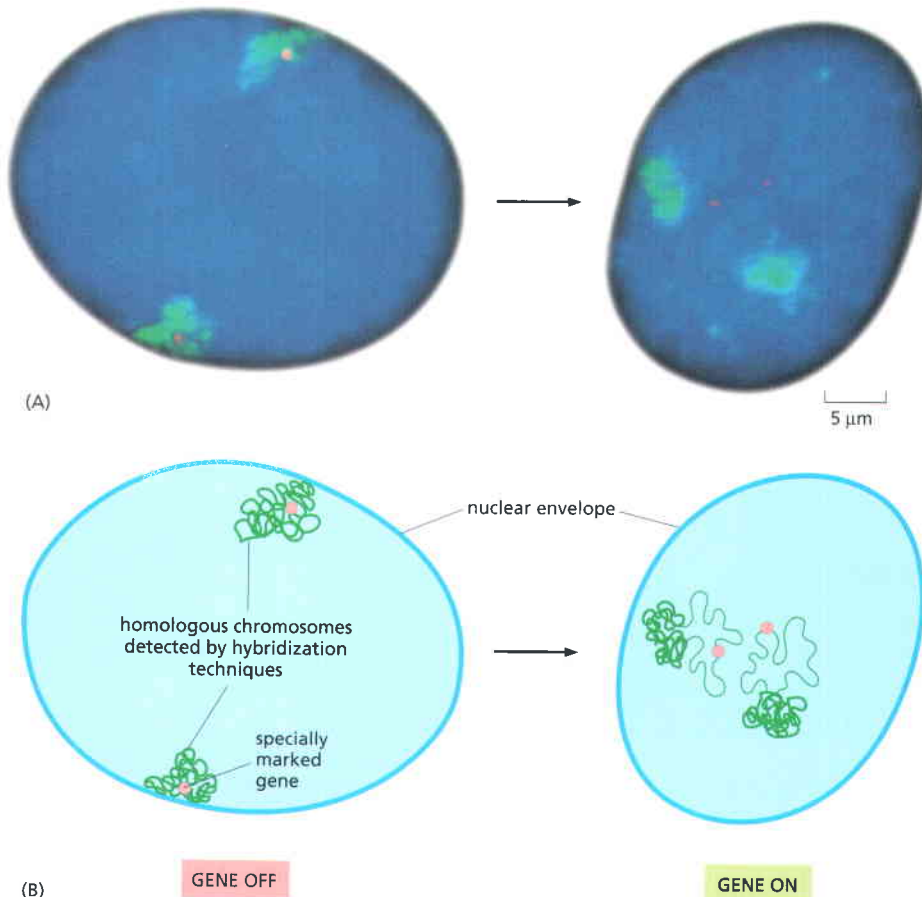 (A)
5 µm
nuclear envelope
homologous chromosomes
detected by hybridization
techniques
specially
marked
gene
(B)
GENE OFF
GENE ON